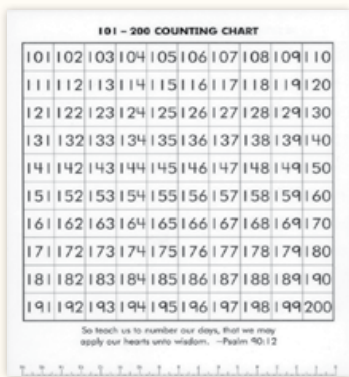 101 – 200 COUNTING CHART
101 102 103 104 105 106 107 108 109 110
111 112 113 114 115 116 117 118 119 120
121 122 123 124 125 126 127 128 129 130
131 132 133 134 135 136 137 138 139 140
141 142 143 144 145 146 147 148 149 150
151 152 153 154 155 156 157 158 159 160
161 162 163 164 165 166 167 168 169 170
171 172 173 174 175 176 177 178 179 180
181 182 183 184 185 186 187 188 189 190
191 192 193 194 195 196 197 198 199 200
So teach us to number our days, that we may
apply our hearts unto wisdom. –Psalm 90:12